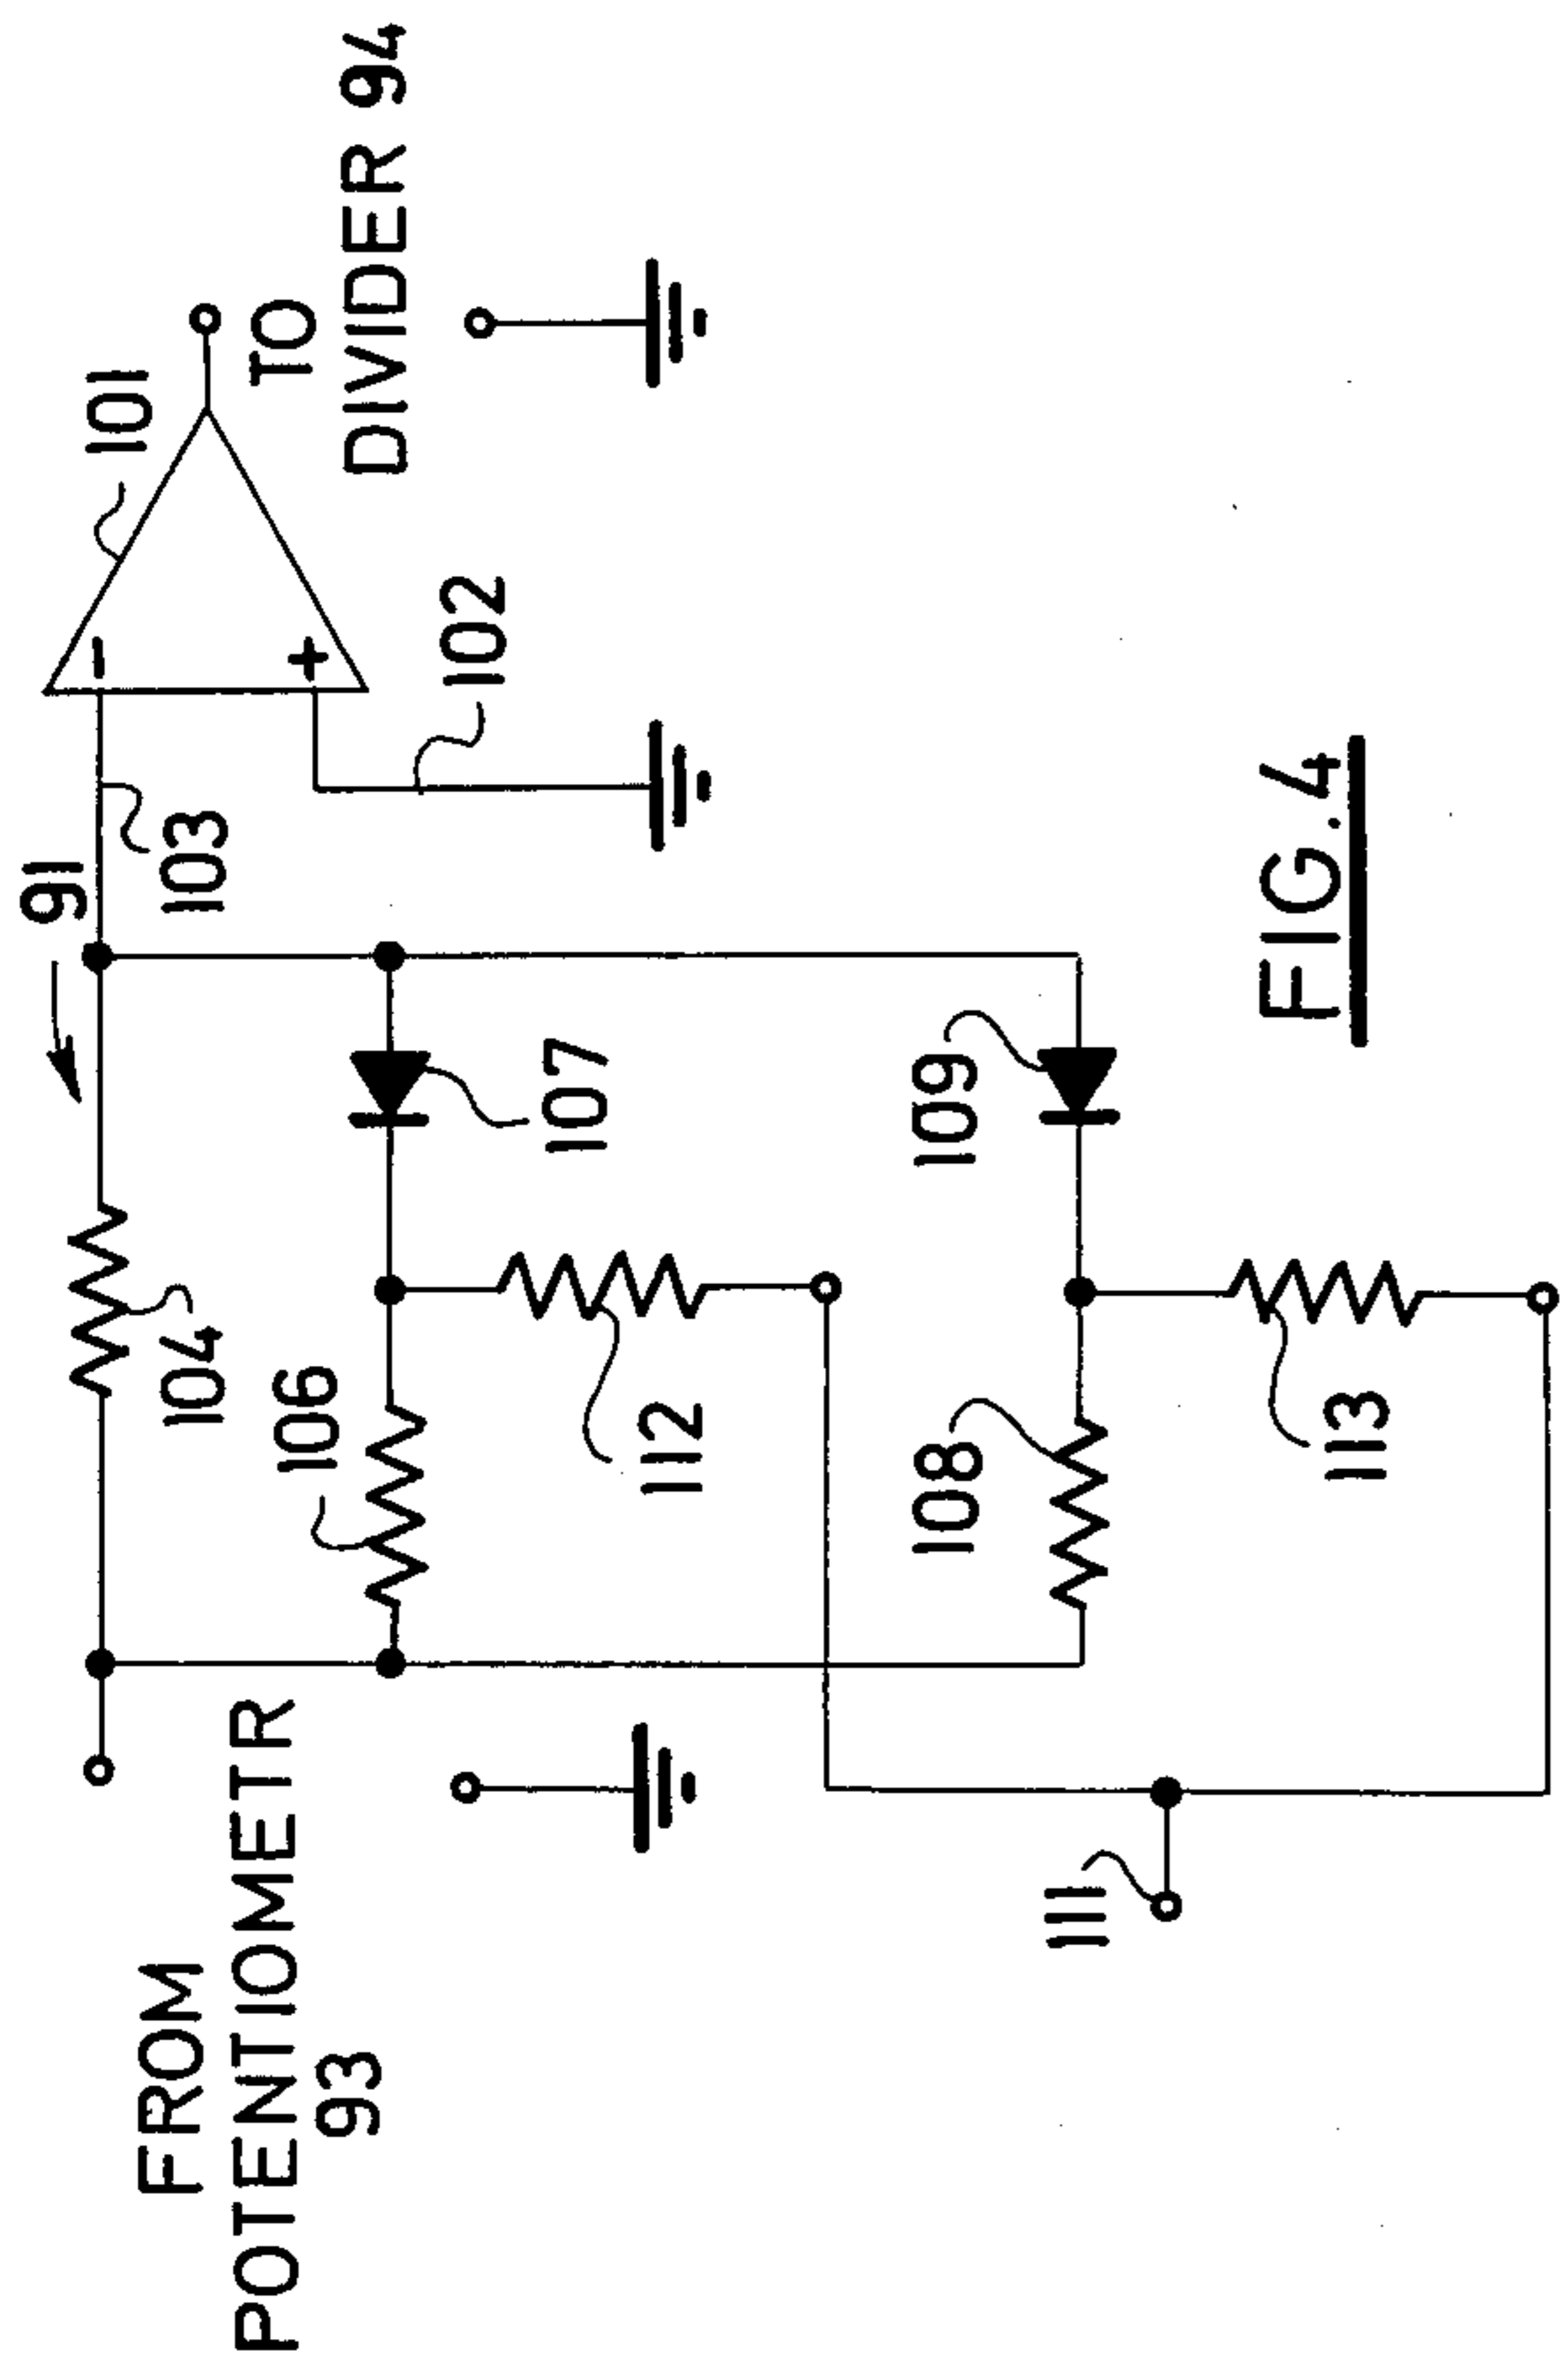 91
101
103
104
TO
DIVIDER 94
102
106
107
112
FROM
POTENTIOMETR
93
108
109
111
113
FIG. 4